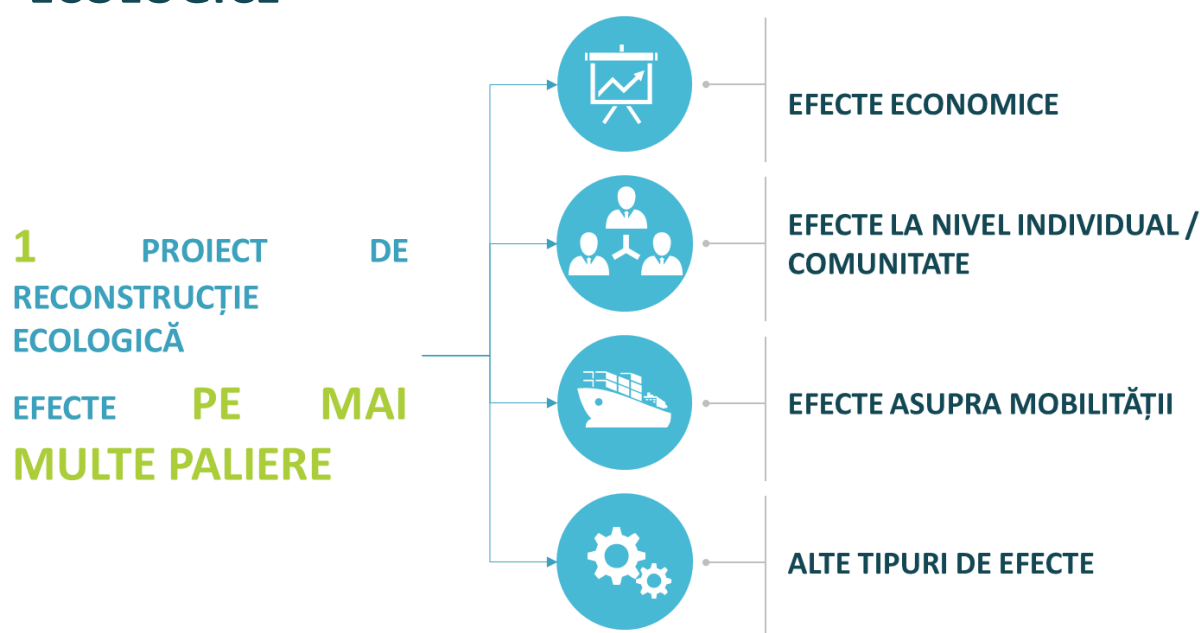 1 PROIECT DE
RECONSTRUCȚIE
ECOLOGICĂ
EFECTE PE MAI
MULTE PALIERE
EFECTE ECONOMICE
EFECTE LA NIVEL INDIVIDUAL /
COMUNITATE
EFECTE ASUPRA MOBILITĂȚII
ALTE TIPURI DE EFECTE